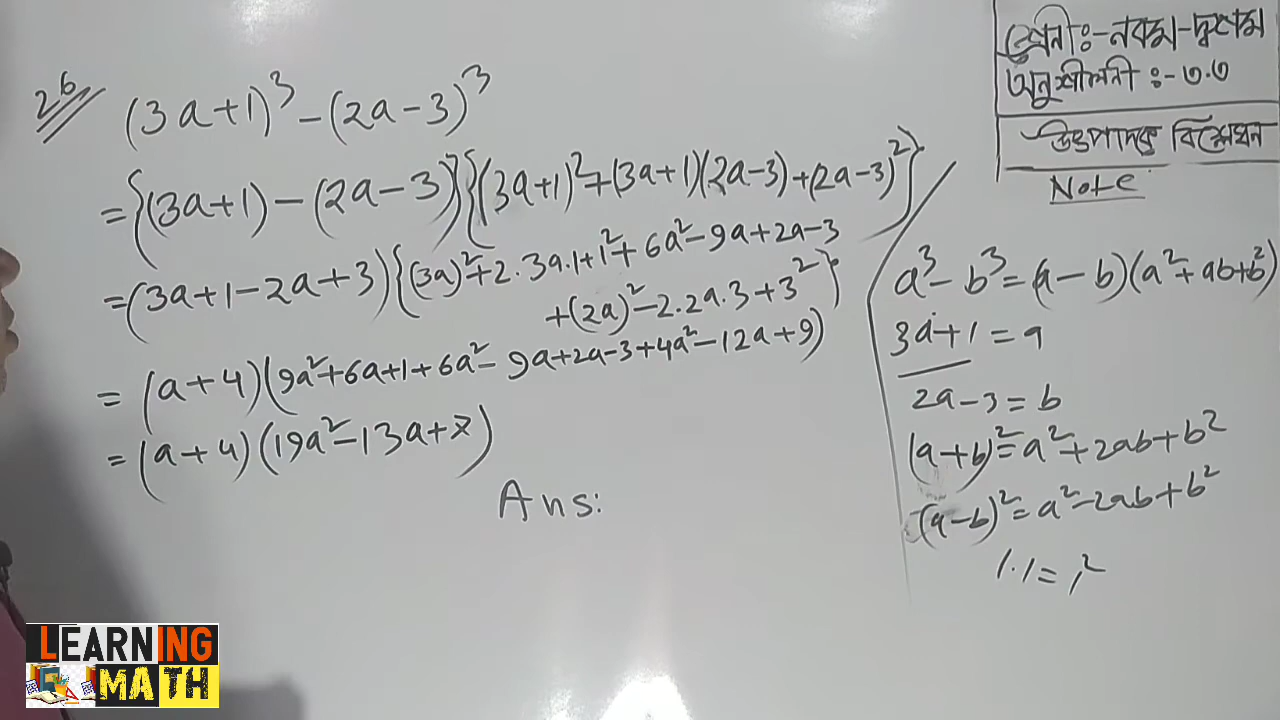 26
(3a+1)³-(2a-3)³
={(3a+1)-(2a-3)}{(3a+1)²+(3a+1)(2a-3)+(2a-3)²}
=(3a+1-2a+3){(3a)²+2.3a.1+1²+6a²-9a+2a-3
+(2a)²-2.2a.3+3²}
=(a+4)(9a²+6a+1+6a²-9a+2a-3+4a²-12a+9)
=(a+4)(19a²-13a+7)
Ans:
শ্রেনী:-নবম-দশম
অনুশীলনী:-৩.৩
উৎপাদক বিশ্লেষন
Note
a³-b³=(a-b)(a²+ab+b²)
3a+1=a
2a-3=b
(a+b)²=a²+2ab+b²
(a-b)²=a²-2ab+b²
1.1=1²
LEARNING
MATH